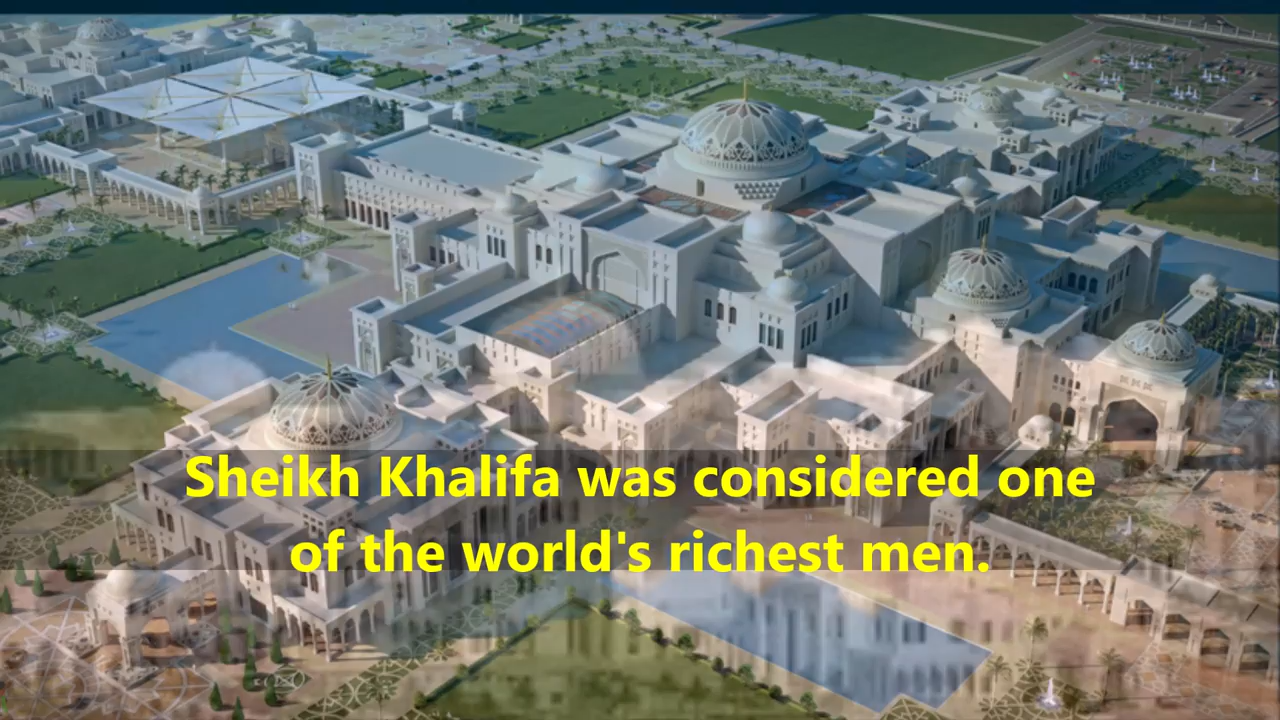 Sheikh Khalifa was considered one
of the world's richest men.